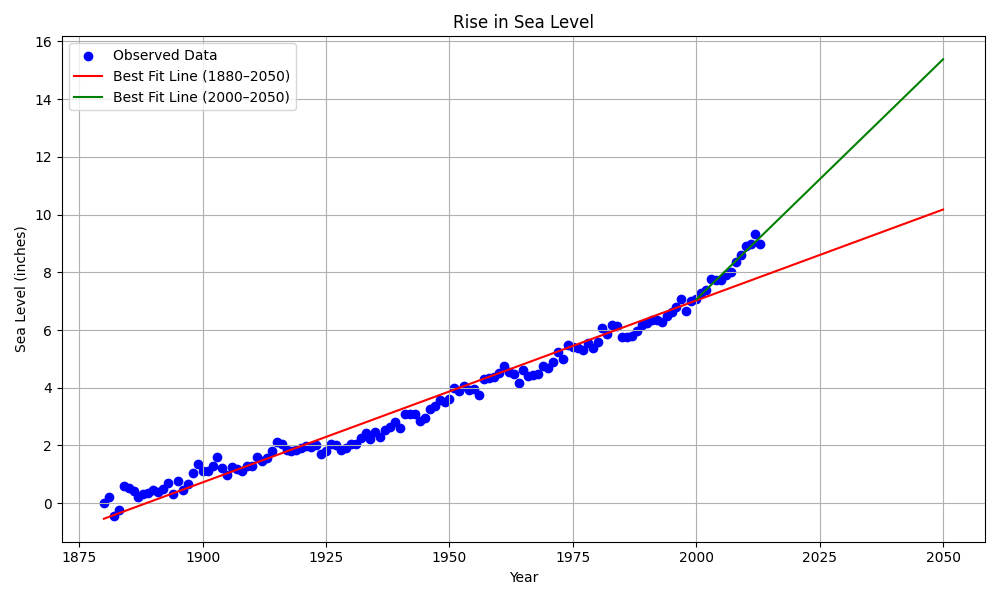 Rise in Sea Level
Observed Data
Best Fit Line (1880–2050)
Best Fit Line (2000–2050)
Sea Level (inches)
16
14
12
10
8
6
4
2
0
1875 1900 1925 1950 1975 2000 2025 2050
Year